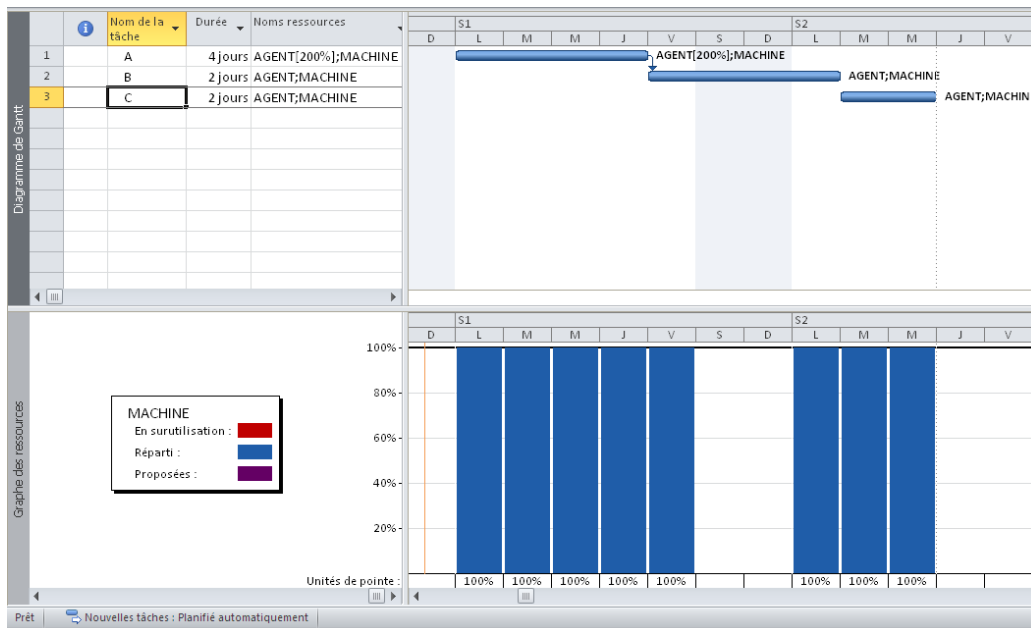 Nom de la tâche Durée Noms ressources
S1 S2
D L M M J V S D L M M J V
1 A 4 jours AGENT[200%];MACHINE
AGENT[200%];MACHINE
2 B 2 jours AGENT;MACHINE
AGENT;MACHINE
3 C 2 jours AGENT;MACHINE
AGENT;MACHIN
Diagramme de Gantt
S1 S2
D L M M J V S D L M M J V
100%
80%
60%
40%
20%
MACHINE
En surutilisation :
Réparti :
Proposées :
Graphe des ressources
Unités de pointe : 100% 100% 100% 100% 100% 100% 100% 100%
Prêt Nouvelles tâches : Planifié automatiquement